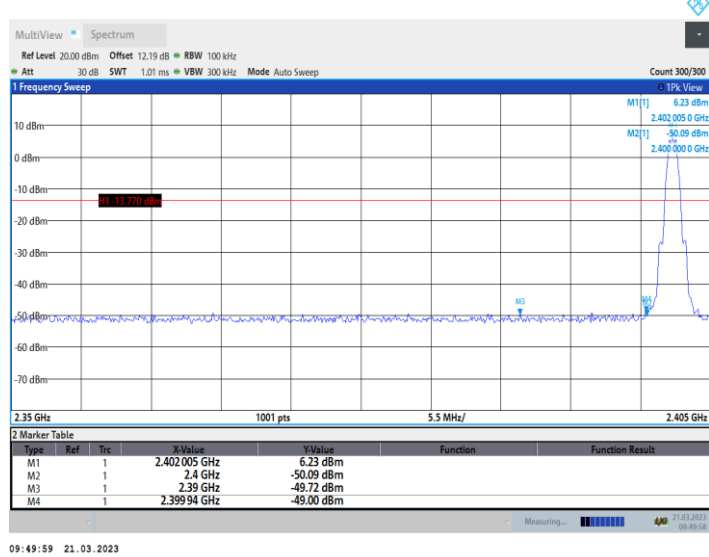 MultiView Spectrum
Ref Level 20.00 dBm Offset 12.19 dB RBW 100 kHz
Att 30 dB SWT 1.01 ms VBW 300 kHz Mode Auto Sweep Count 300/300
1 Frequency Sweep 1Pk View
M1[1] 6.23 dBm
2.402 005 0 GHz
10 dBm
M2[1] -50.09 dBm
2.400 000 0 GHz
0 dBm
-10 dBm
H1 -13.770 dBm
-20 dBm
-30 dBm
-40 dBm
M3
-50 dBm
-60 dBm
-70 dBm
2.35 GHz 1001 pts 5.5 MHz/ 2.405 GHz
2 Marker Table
Type Ref Trc X-Value Y-Value Function Function Result
M1 1 2.402 005 GHz 6.23 dBm
M2 1 2.4 GHz -50.09 dBm
M3 1 2.39 GHz -49.72 dBm
M4 1 2.399 94 GHz -49.00 dBm
Measuring... 21.03.2023
09:49:58
09:49:59 21.03.2023